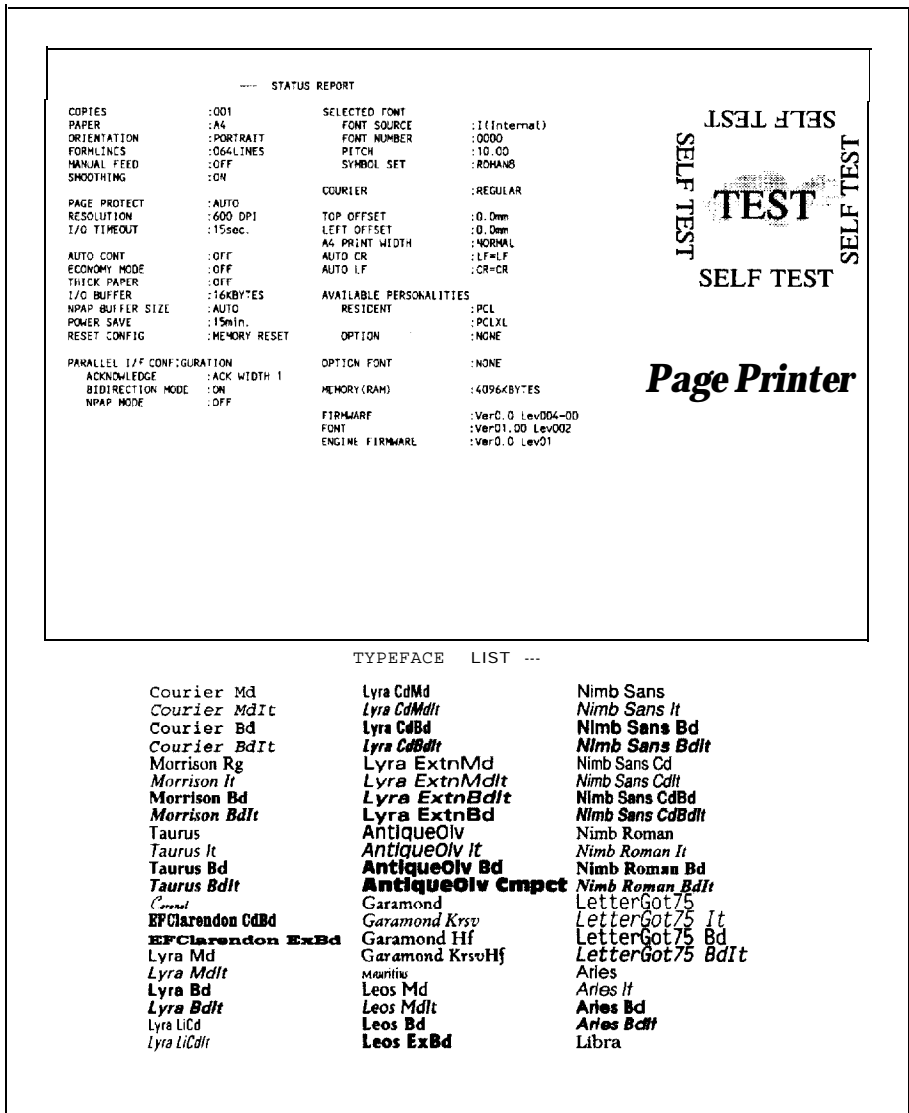 ---- STATUS REPORT
COPIES :001
PAPER :A4
ORIENTATION :PORTRAIT
FORMLINES :064LINES
MANUAL FEED :OFF
SMOOTHING :ON
PAGE PROTECT :AUTO
RESOLUTION :600 DPI
I/O TIMEOUT :15sec.
AUTO CONT :OFF
ECONOMY MODE :OFF
THICK PAPER :OFF
I/O BUFFER :16KBYTES
NPAP BUFFER SIZE :AUTO
POWER SAVE :15min.
RESET CONFIG :MEMORY RESET
PARALLEL I/F CONFIGURATION
ACKNOWLEDGE :ACK WIDTH 1
BIDIRECTION MODE :ON
NPAP MODE :OFF
SELECTED FONT
FONT SOURCE :I(Internal)
FONT NUMBER :0000
PITCH :10.00
SYMBOL SET :ROMAN8
COURIER :REGULAR
TOP OFFSET :0.0mm
LEFT OFFSET :0.0mm
A4 PRINT WIDTH :NORMAL
AUTO CR :LF=LF
AUTO LF :CR=CR
AVAILABLE PERSONALITIES
RESIDENT :PCL
:PCLXL
OPTION :NONE
OPTION FONT :NONE
MEMORY(RAM) :4096KBYTES
FIRMWARE :Ver0.0 Lev004-00
FONT :Ver01.00 Lev002
ENGINE FIRMWARE :Ver0.0 Lev01
SELF TEST
SELF TEST
TEST
SELF TEST
SELF TEST
Page Printer
TYPEFACE LIST ---
Courier Md
Courier MdIt
Courier Bd
Courier BdIt
Morrison Rg
Morrison It
Morrison Bd
Morrison BdIt
Taurus
Taurus It
Taurus Bd
Taurus BdIt
Coronet
EFClarendon CdBd
EFClarendon ExBd
Lyra Md
Lyra MdIt
Lyra Bd
Lyra BdIt
Lyra LiCd
Lyra LiCdIt
Lyra CdMd
Lyra CdMdIt
Lyra CdBd
Lyra CdBdIt
Lyra ExtnMd
Lyra ExtnMdIt
Lyra ExtnBdIt
Lyra ExtnBd
AntiqueOlv
AntiqueOlv It
AntiqueOlv Bd
AntiqueOlv Cmpct
Garamond
Garamond Krsv
Garamond Hf
Garamond KrsvHf
Mauritius
Leos Md
Leos MdIt
Leos Bd
Leos ExBd
Nimb Sans
Nimb Sans It
Nimb Sans Bd
Nimb Sans BdIt
Nimb Sans Cd
Nimb Sans CdIt
Nimb Sans CdBd
Nimb Sans CdBdIt
Nimb Roman
Nimb Roman It
Nimb Roman Bd
Nimb Roman BdIt
LetterGot75
LetterGot75 It
LetterGot75 Bd
LetterGot75 BdIt
Aries
Aries It
Aries Bd
Aries BdIt
Libra